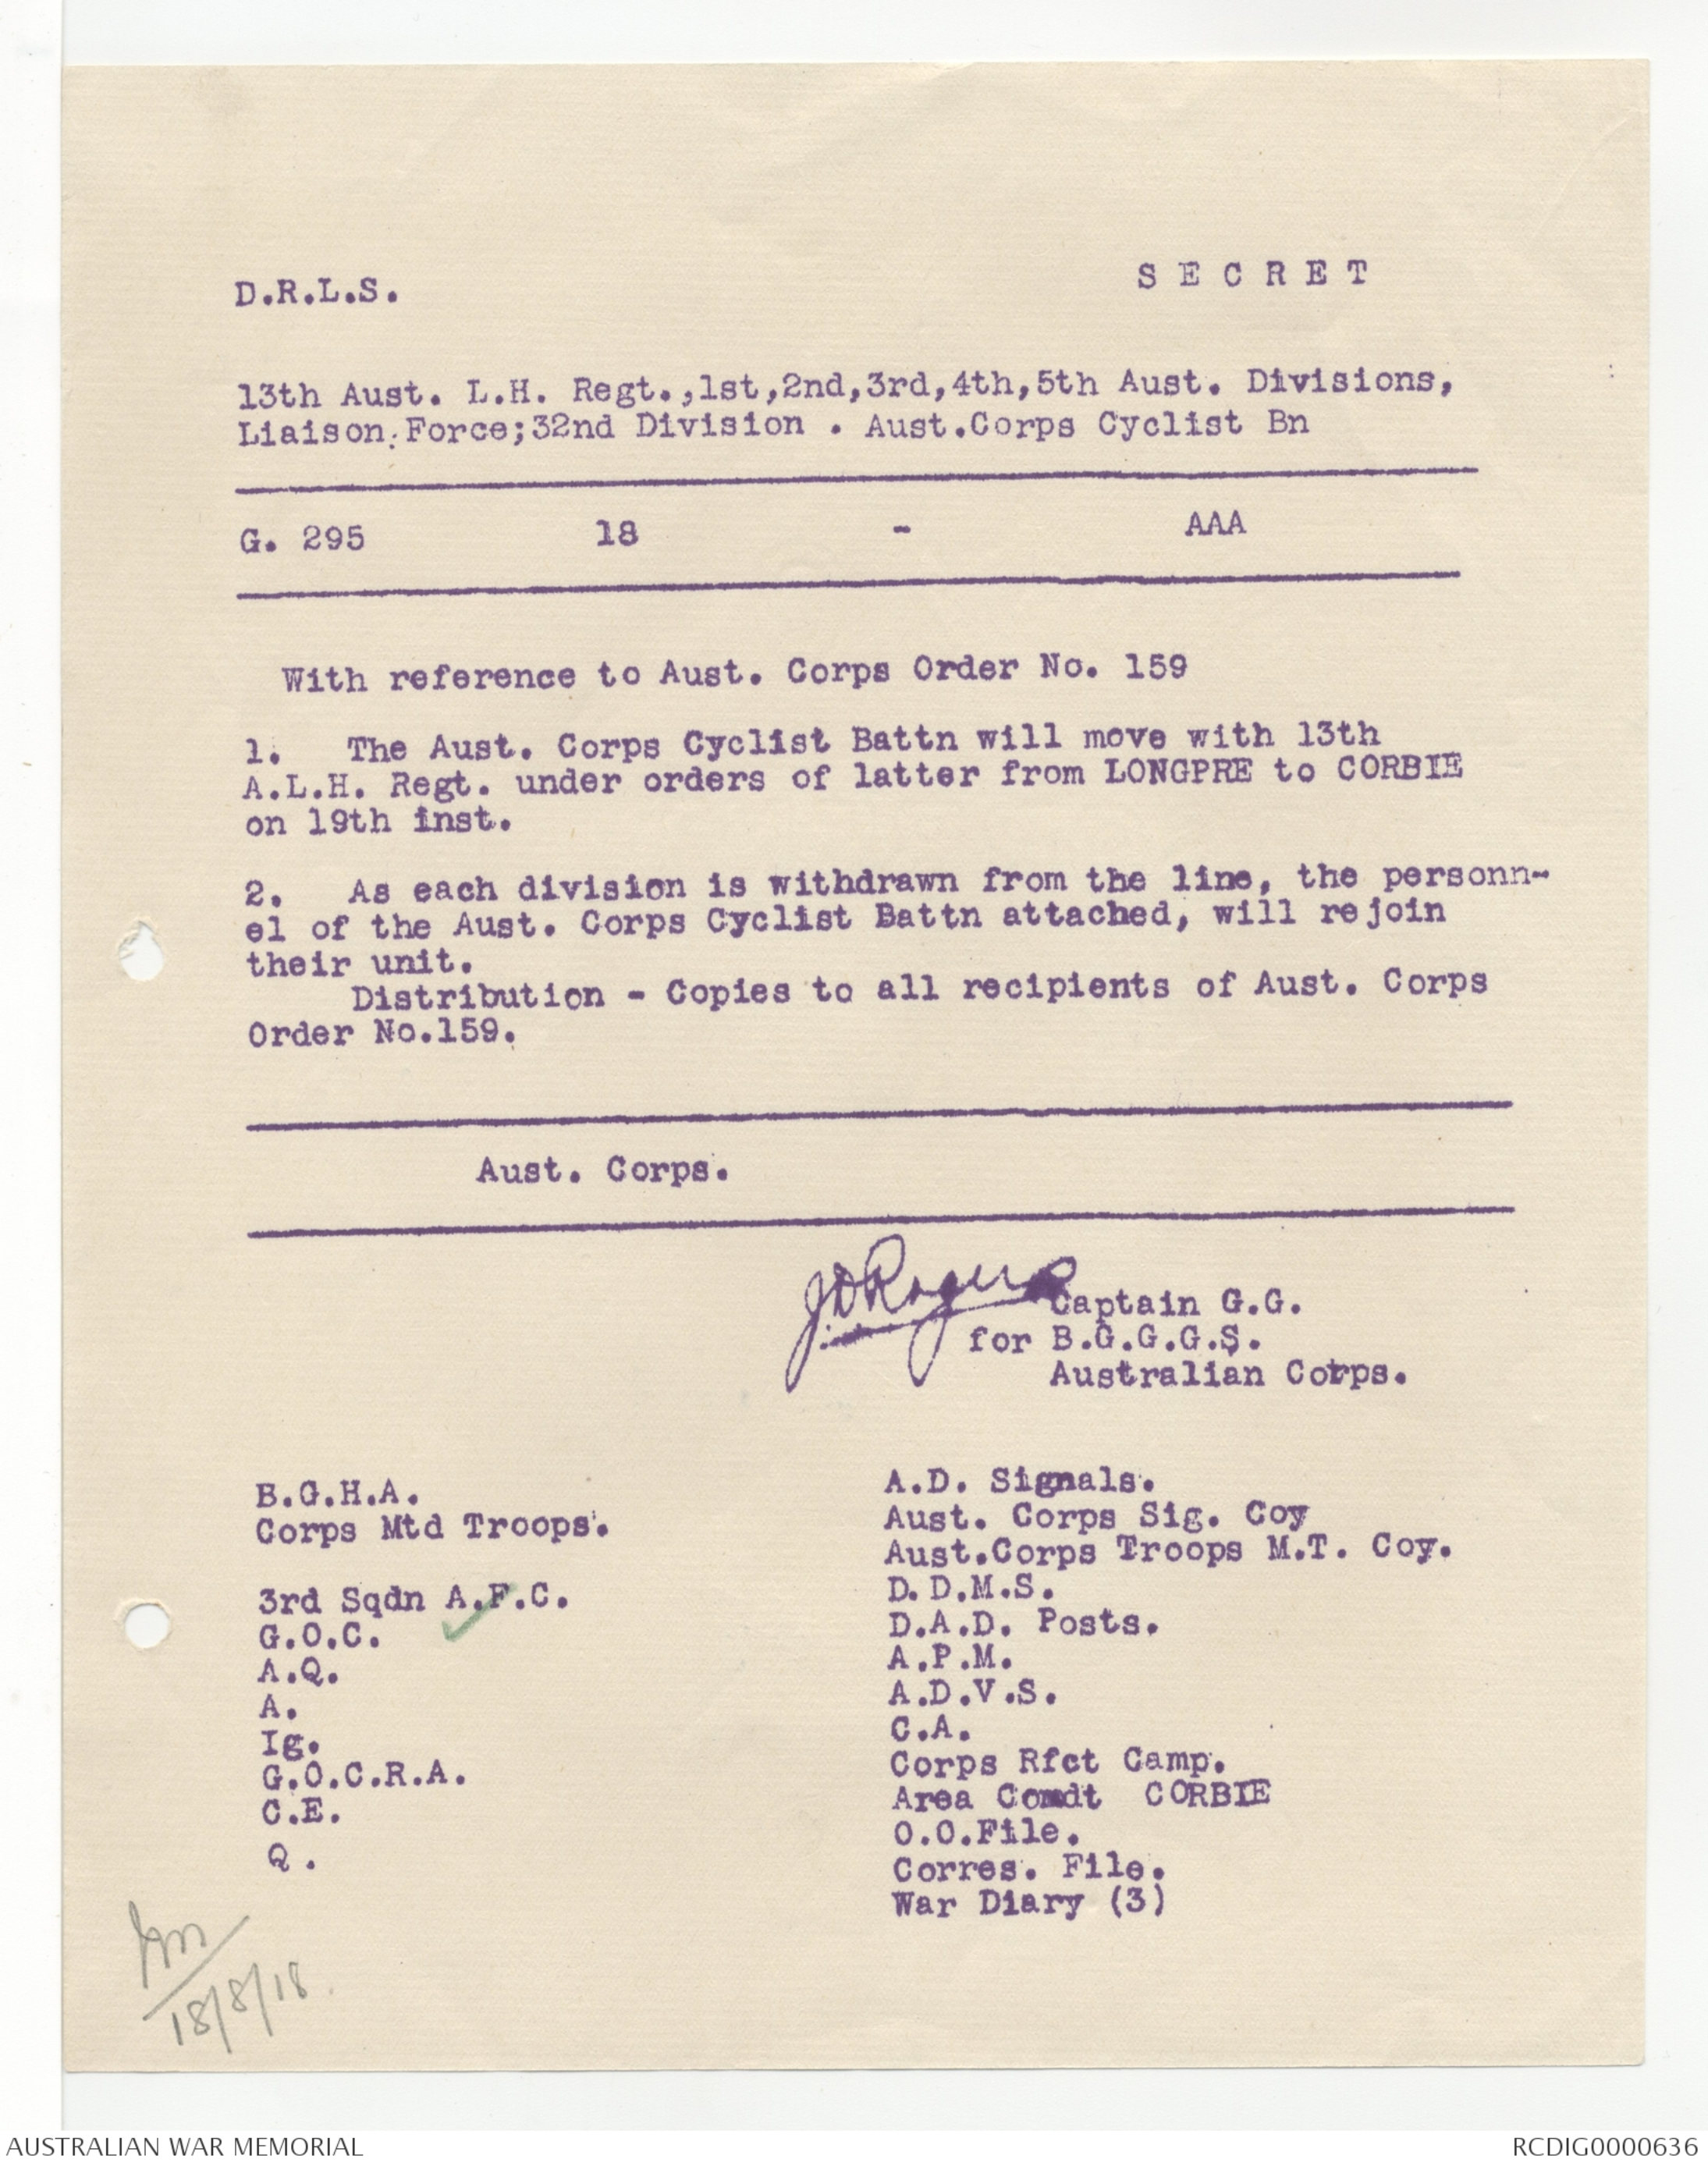 D.R.L.S.
S E C R E T
13th Aust. L.H. Regt.,1st,2nd,3rd,4th,5th Aust. Divisions,
Liaison Force;32nd Division . Aust.Corps Cyclist Bn
G. 295 18 - AAA
With reference to Aust. Corps Order No. 159
1. The Aust. Corps Cyclist Battn will move with 13th
A.L.H. Regt. under orders of latter from LONGPRE to CORBIE
on 19th inst.
2. As each division is withdrawn from the line, the personn-
el of the Aust. Corps Cyclist Battn attached, will rejoin
their unit.
Distribution - Copies to all recipients of Aust. Corps
Order No.159.
Aust. Corps.
JDRogers
Captain G.G.
for B.G.G.G.S.
Australian Corps.
B.G.H.A.
Corps Mtd Troops.
3rd Sqdn A.F.C.
G.O.C.
A.Q.
A.
Ig.
G.O.C.R.A.
C.E.
Q.
A.D. Signals.
Aust. Corps Sig. Coy
Aust.Corps Troops M.T. Coy.
D.D.M.S.
D.A.D. Posts.
A.P.M.
A.D.V.S.
C.A.
Corps Rfct Camp.
Area Comdt CORBIE
O.O.File.
Corres. File.
War Diary (3)
18/8/18.
AUSTRALIAN WAR MEMORIAL
RCDIG0000636